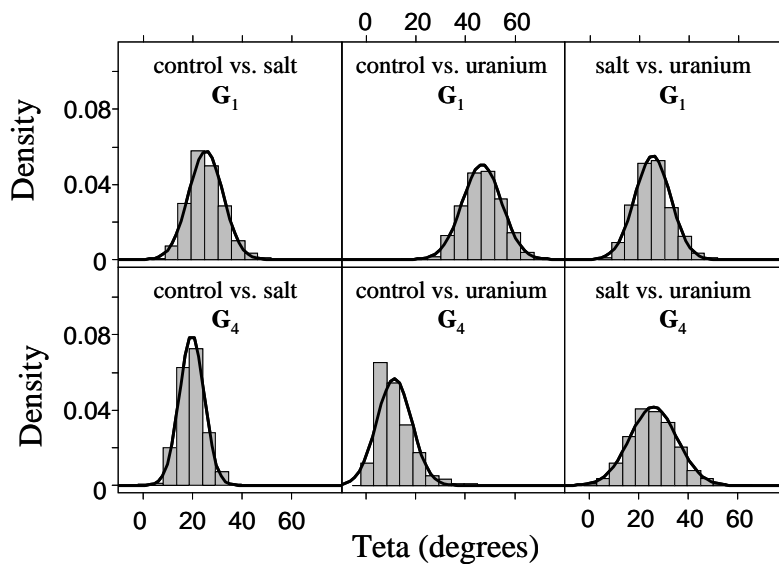 0 20 40 60
control vs. salt
G1
control vs. uranium
G1
salt vs. uranium
G1
Density
0.08
0.04
0
control vs. salt
G4
control vs. uranium
G4
salt vs. uranium
G4
Density
0.08
0.04
0
0 20 40 60
0 20 40 60
Teta (degrees)